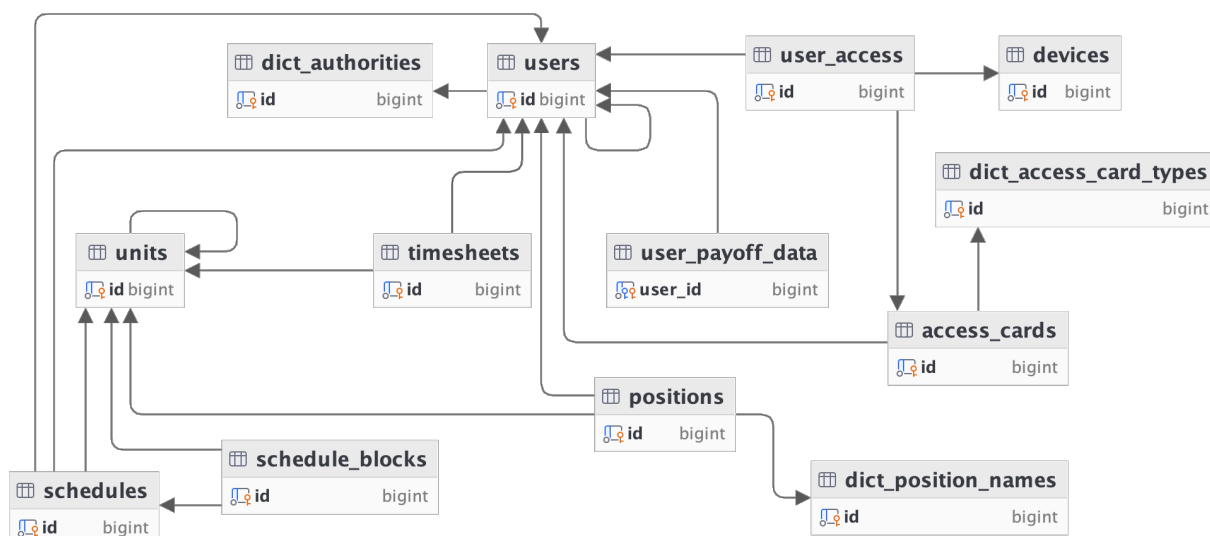 dict_authorities
id bigint
users
id bigint
user_access
id bigint
devices
id bigint
dict_access_card_types
id bigint
units
id bigint
timesheets
id bigint
user_payoff_data
user_id bigint
access_cards
id bigint
positions
id bigint
schedule_blocks
id bigint
schedules
id bigint
dict_position_names
id bigint